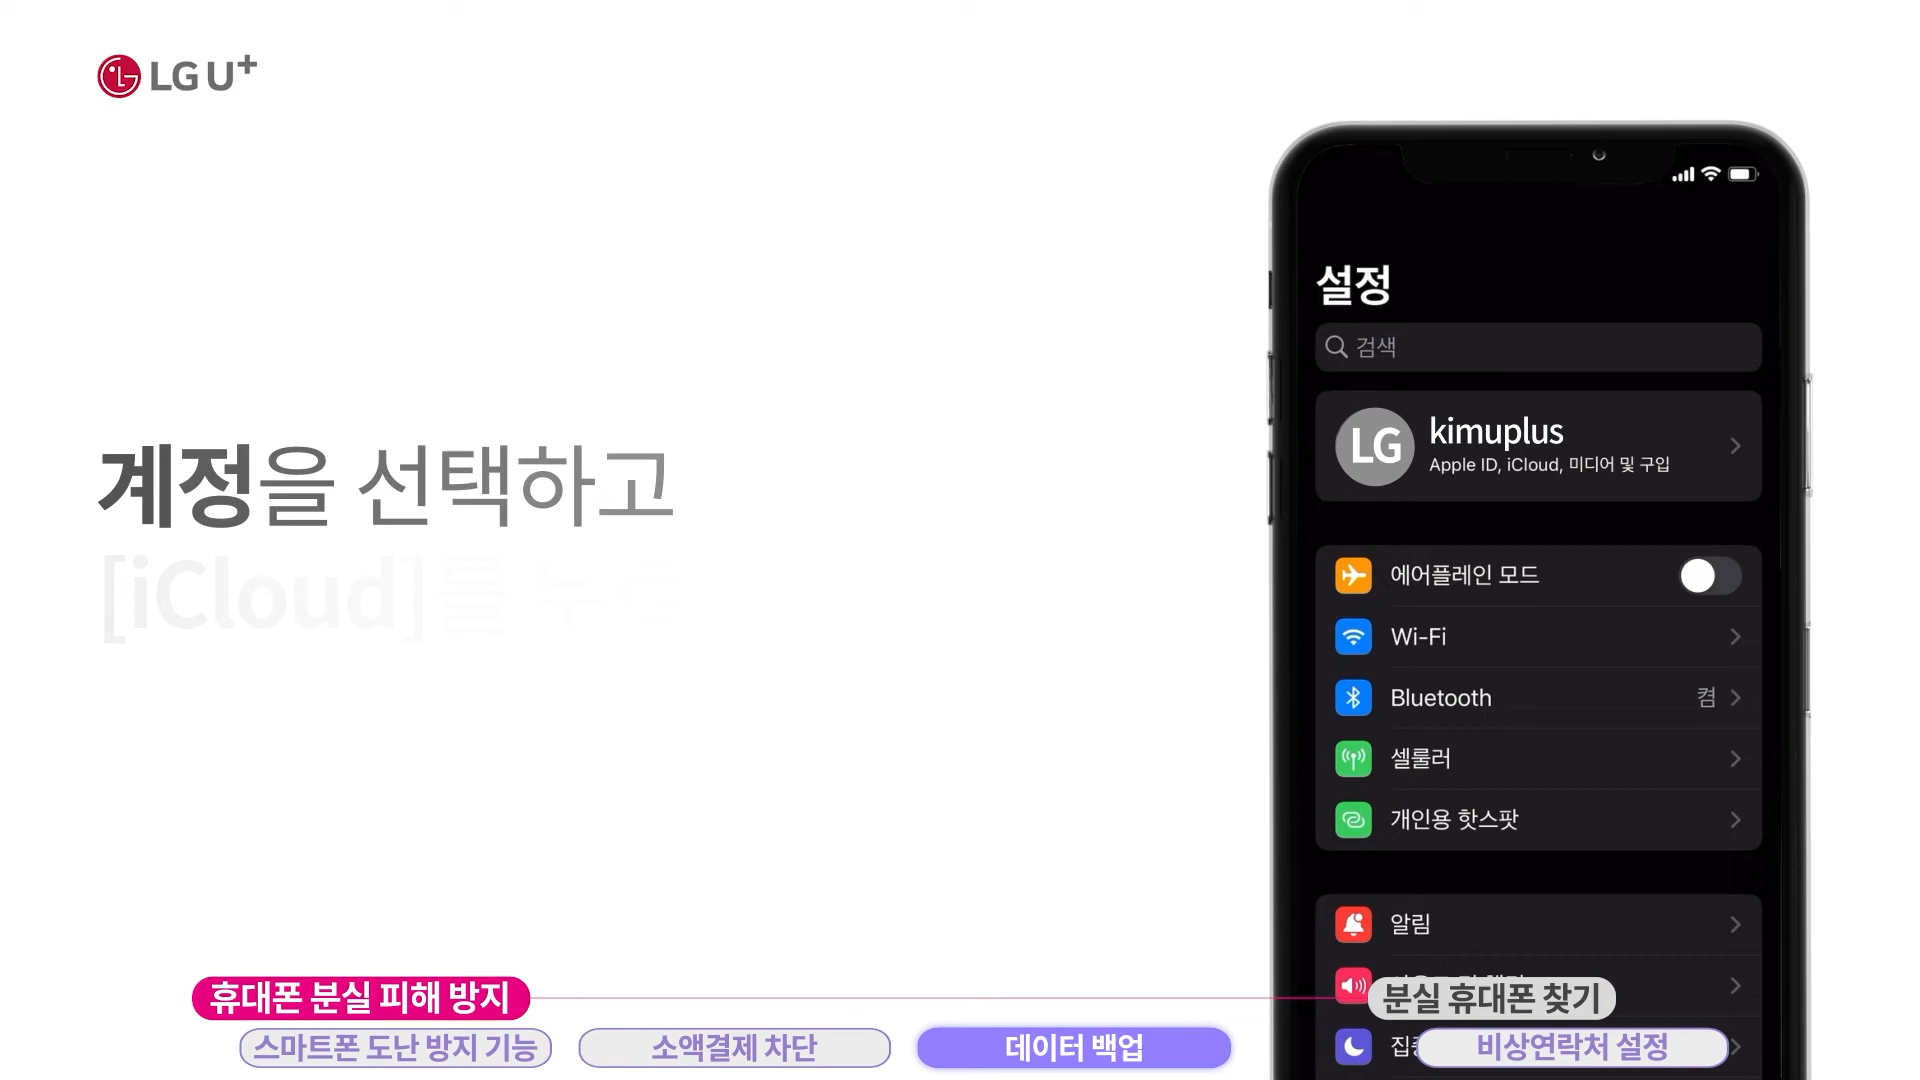 LG U+
계정을 선택하고
[iCloud]를 누
설정
검색
LG
kimuplus
Apple ID, iCloud, 미디어 및 구입
에어플레인 모드
Wi-Fi
Bluetooth 켬
셀룰러
개인용 핫스팟
알림
휴대폰 분실 피해 방지
분실 휴대폰 찾기
스마트폰 도난 방지 기능
소액결제 차단
데이터 백업
비상연락처 설정